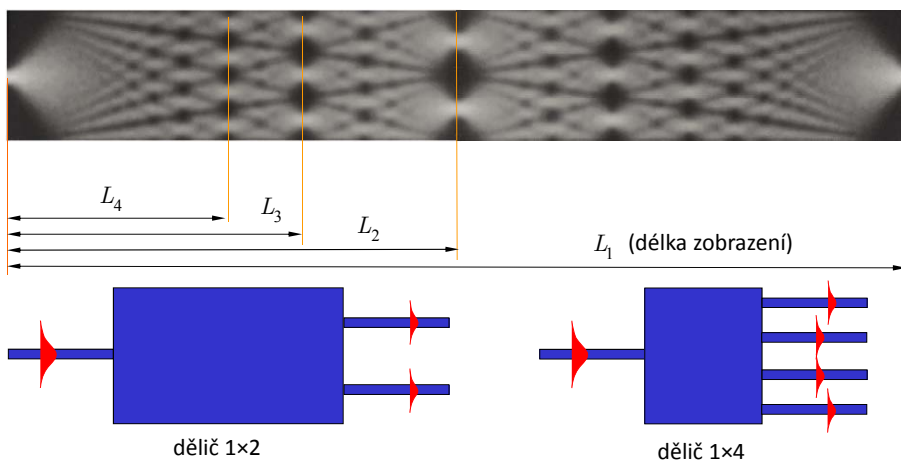 L4
L3
L2
L1 (délka zobrazení)
dělič 1×2
dělič 1×4